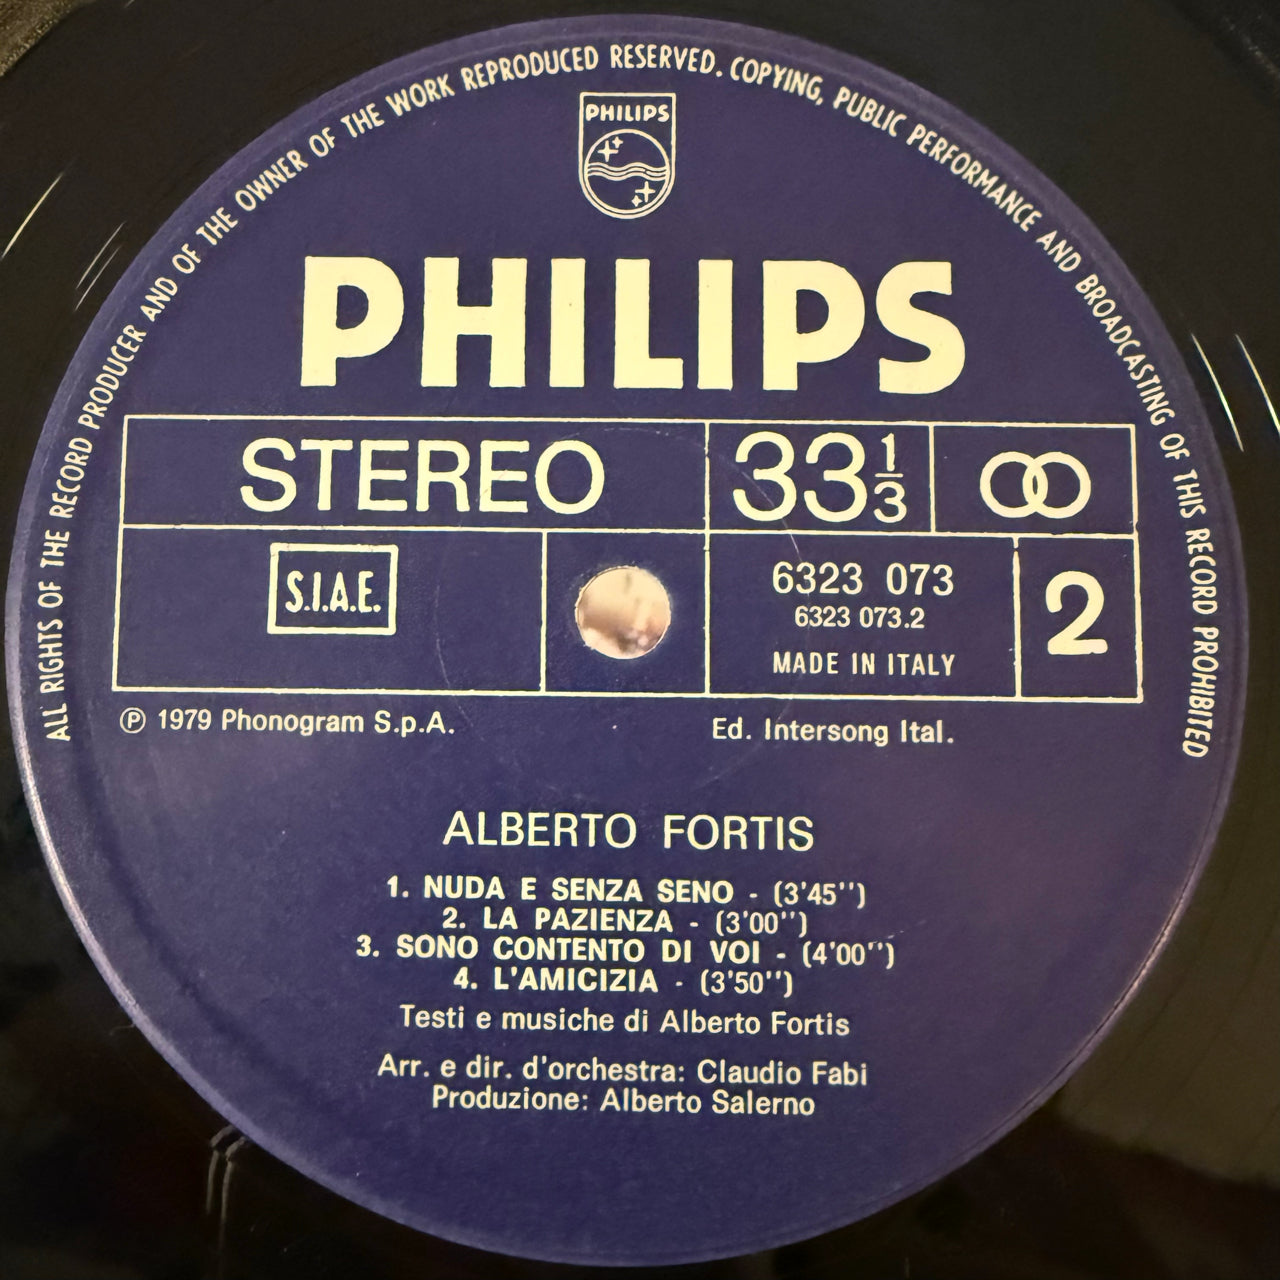 ALL RIGHTS OF THE RECORD PRODUCER AND OF THE OWNER OF THE WORK REPRODUCED RESERVED. COPYING, PUBLIC PERFORMANCE AND BROADCASTING OF THIS RECORD PROHIBITED
PHILIPS
PHILIPS
STEREO 33 1/3
S.I.A.E.
6323 073
6323 073.2
MADE IN ITALY
2
℗ 1979 Phonogram S.p.A.
Ed. Intersong Ital.
ALBERTO FORTIS
1. NUDA E SENZA SENO - (3'45'')
2. LA PAZIENZA - (3'00'')
3. SONO CONTENTO DI VOI - (4'00'')
4. L'AMICIZIA - (3'50'')
Testi e musiche di Alberto Fortis
Arr. e dir. d'orchestra: Claudio Fabi
Produzione: Alberto Salerno